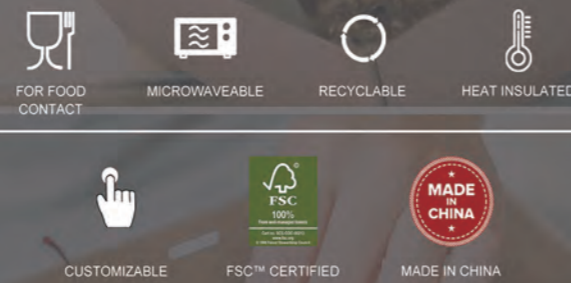 FOR FOOD
CONTACT
MICROWAVEABLE
RECYCLABLE
HEAT INSULATED
CUSTOMIZABLE
FSC
100%
FSC™ CERTIFIED
MADE
IN
CHINA
MADE IN CHINA